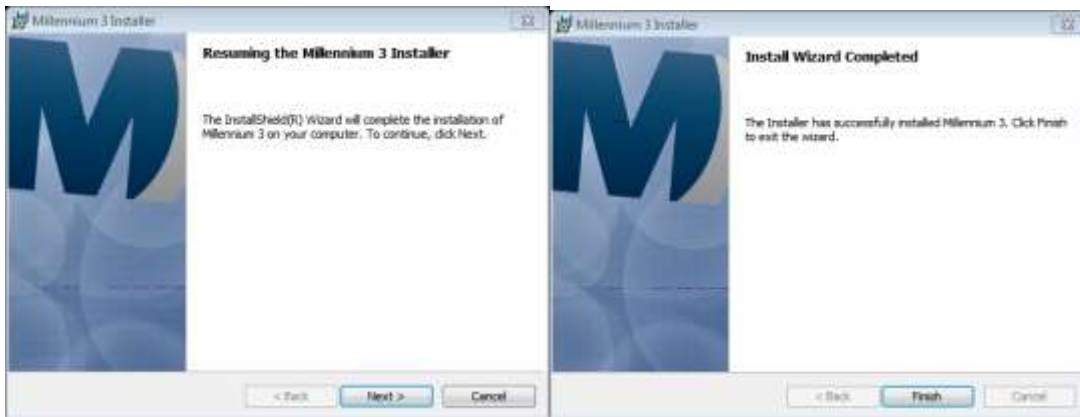 Millennium 3 Installer
Resuming the Millennium 3 Installer
The InstallShield(R) Wizard will complete the installation of
Millennium 3 on your computer. To continue, click Next.
< Back
Next >
Cancel
Millennium 3 Installer
Install Wizard Completed
The Installer has successfully installed Millennium 3. Click Finish
to exit the wizard.
< Back
Finish
Cancel